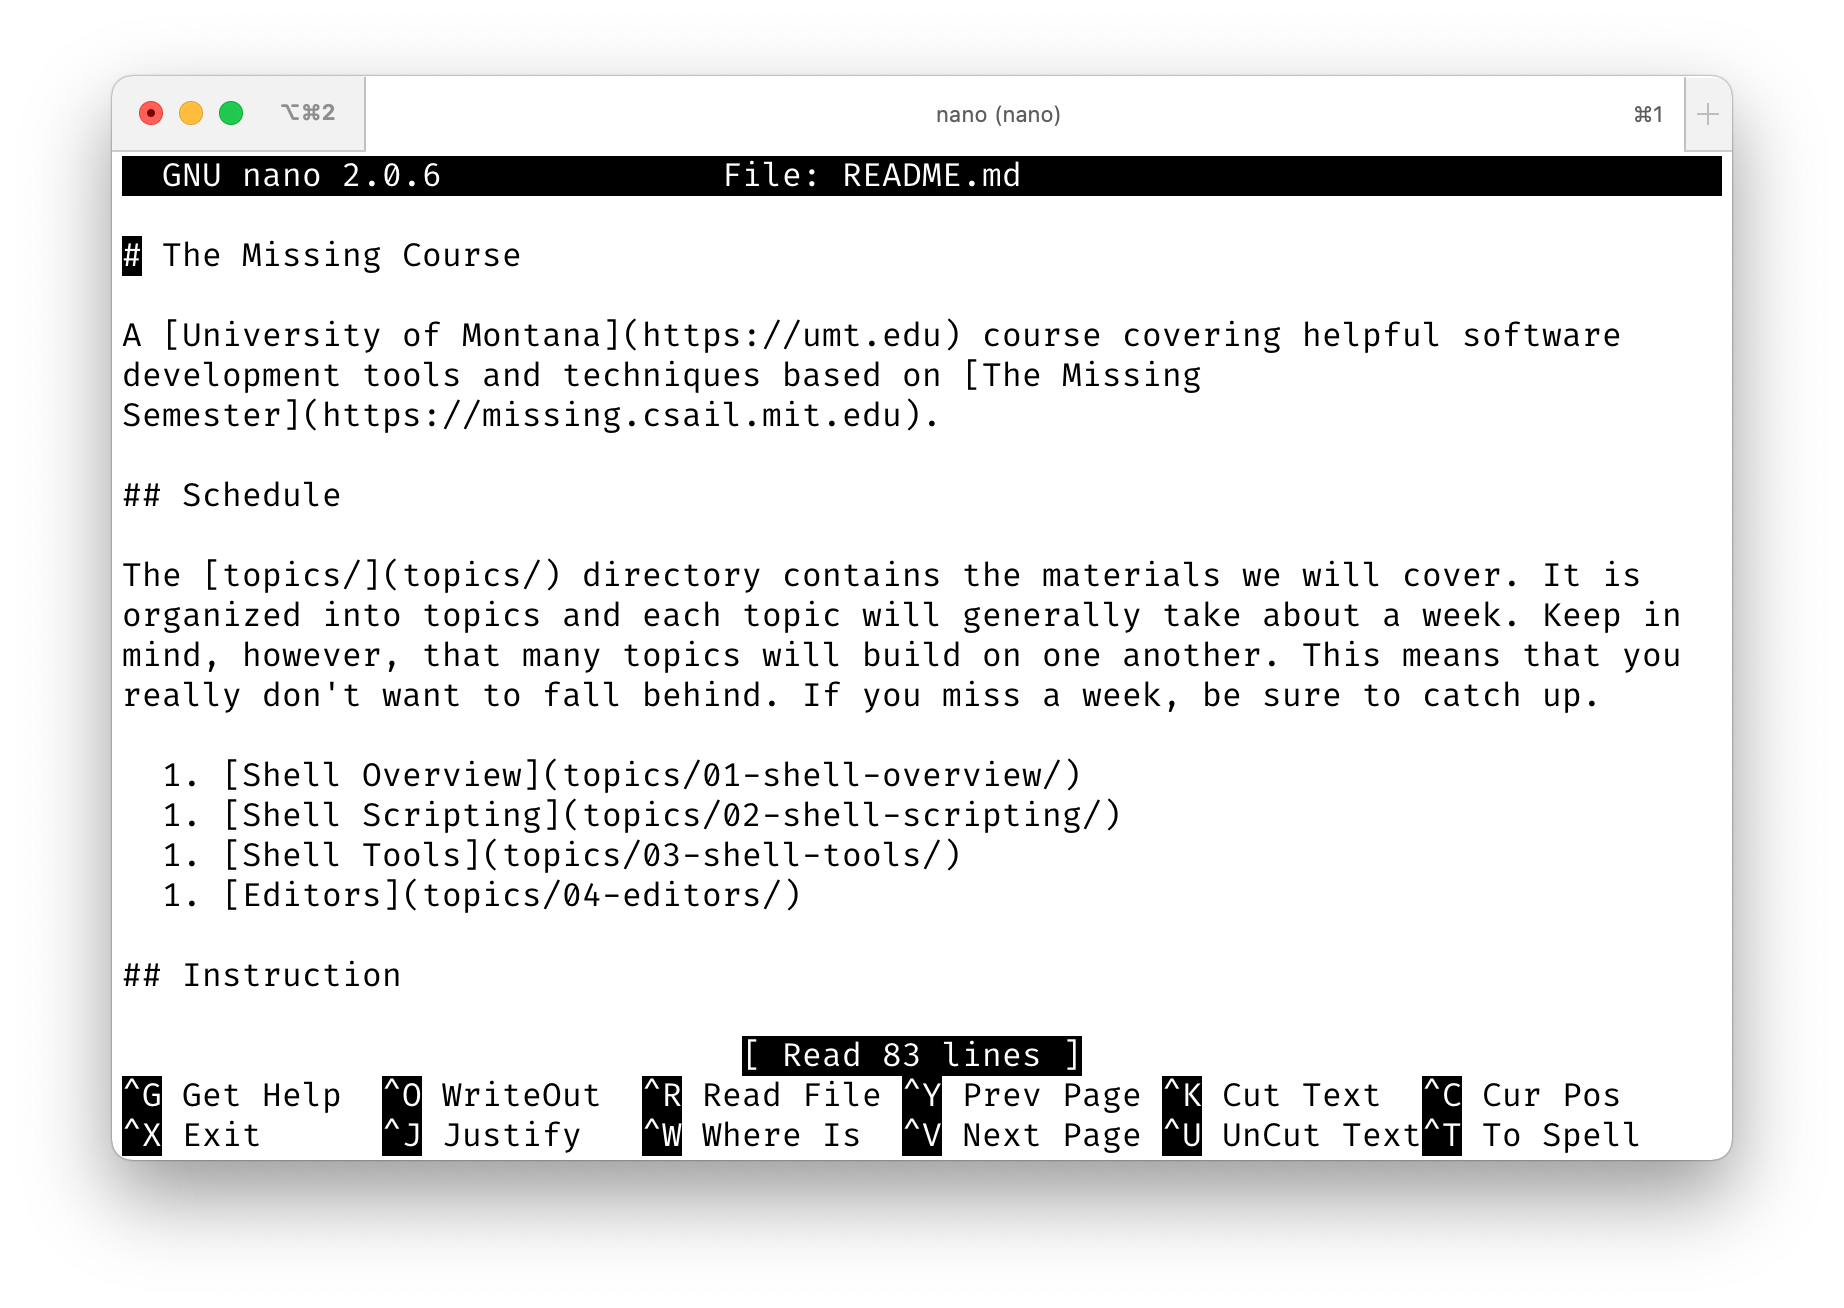 ⌥⌘2 nano (nano) ⌘1 +
GNU nano 2.0.6 File: README.md
# The Missing Course
A [University of Montana](https://umt.edu) course covering helpful software
development tools and techniques based on [The Missing
Semester](https://missing.csail.mit.edu).
## Schedule
The [topics/](topics/) directory contains the materials we will cover. It is
organized into topics and each topic will generally take about a week. Keep in
mind, however, that many topics will build on one another. This means that you
really don't want to fall behind. If you miss a week, be sure to catch up.
1. [Shell Overview](topics/01-shell-overview/)
1. [Shell Scripting](topics/02-shell-scripting/)
1. [Shell Tools](topics/03-shell-tools/)
1. [Editors](topics/04-editors/)
## Instruction
[ Read 83 lines ]
^G Get Help ^O WriteOut ^R Read File ^Y Prev Page ^K Cut Text ^C Cur Pos
^X Exit ^J Justify ^W Where Is ^V Next Page ^U UnCut Text ^T To Spell